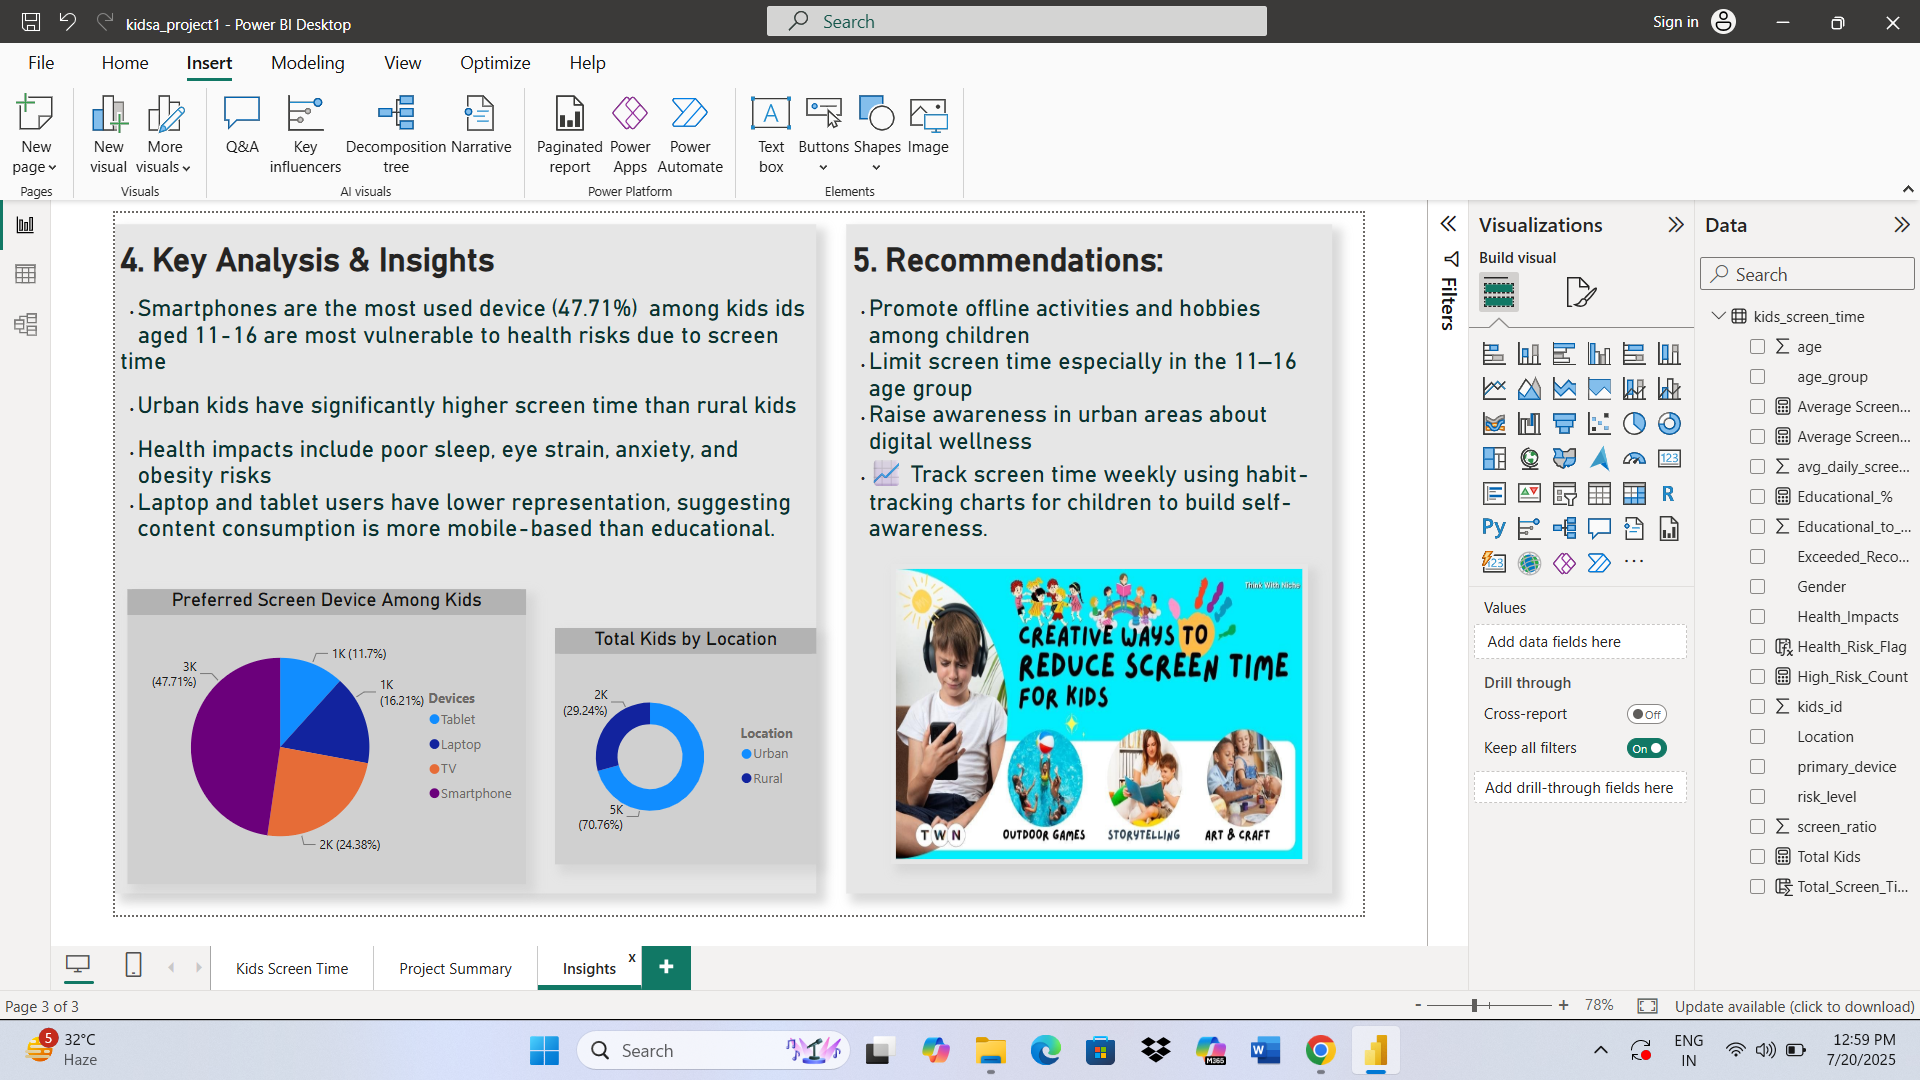 kidsa_project1 - Power BI Desktop
Search
Sign in
File
Home
Insert
Modeling
View
Optimize
Help
New page
New visual
More visuals
Q&A
Key influencers
Decomposition tree
Narrative
Paginated report
Power Apps
Power Automate
Text box
Buttons
Shapes
Image
Pages
Visuals
AI visuals
Power Platform
Elements
4. Key Analysis & Insights
. Smartphones are the most used device (47.71%)  among kids ids
aged 11-16 are most vulnerable to health risks due to screen
time
. Urban kids have significantly higher screen time than rural kids
. Health impacts include poor sleep, eye strain, anxiety, and
obesity risks
. Laptop and tablet users have lower representation, suggesting
content consumption is more mobile-based than educational.
Preferred Screen Device Among Kids
1K (11.7%)
1K
(16.21%)
2K (24.38%)
3K
(47.71%)
Devices
Tablet
Laptop
TV
Smartphone
Total Kids by Location
2K
(29.24%)
5K
(70.76%)
Location
Urban
Rural
5. Recommendations:
. Promote offline activities and hobbies
among children
. Limit screen time especially in the 11–16
age group
. Raise awareness in urban areas about
digital wellness
. 📈 Track screen time weekly using habit-
tracking charts for children to build self-
awareness.
Think With Niche
CREATIVE WAYS TO
REDUCE SCREEN TIME
FOR KIDS
TWN
OUTDOOR GAMES
STORYTELLING
ART & CRAFT
Filters
Visualizations
Build visual
123
R
Py
123
Values
Add data fields here
Drill through
Cross-report
Off
Keep all filters
On
Add drill-through fields here
Data
Search
kids_screen_time
age
age_group
Average Screen...
Average Screen...
avg_daily_scree...
Educational_%
Educational_to_...
Exceeded_Reco...
Gender
Health_Impacts
Health_Risk_Flag
High_Risk_Count
kids_id
Location
primary_device
risk_level
screen_ratio
Total Kids
Total_Screen_Ti...
Kids Screen Time
Project Summary
Insights
x
+
Page 3 of 3
- + 78%
Update available (click to download)
5
32°C
Haze
Search
M365
ENG
IN
12:59 PM
7/20/2025